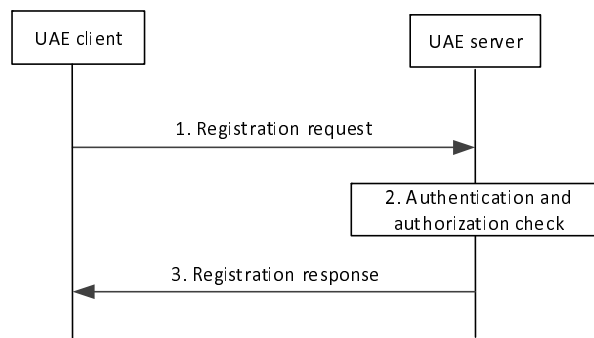 UAE client
UAE server
1. Registration request
2. Authentication and
authorization check
3. Registration response